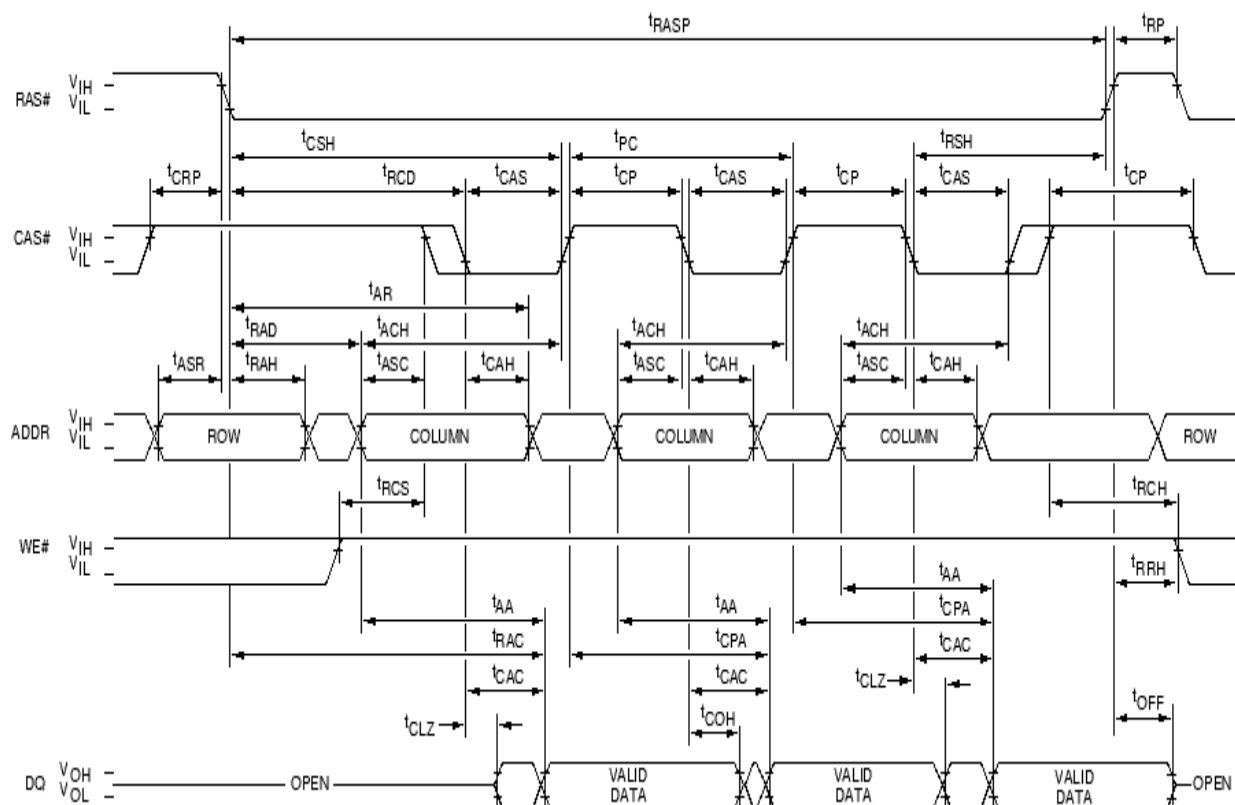 tRASP tRP
RAS# VIH
VIL
tCSH tPC tRSH
tCRP tRCD tCAS tCP tCAS tCP tCAS tCP
CAS# VIH
VIL
tAR
tRAD tACH tACH tACH
tASR tRAH tASC tCAH tASC tCAH tASC tCAH
ADDR VIH
VIL
ROW COLUMN COLUMN COLUMN ROW
tRCS tRCH
WE# VIH
VIL
tRRH
tAA
tAA tAA tCPA
tRAC tCPA tCAC
tCAC tCAC tCLZ
tCLZ tCOH tOFF
DQ VOH
VOL
OPEN VALID DATA VALID DATA VALID DATA OPEN